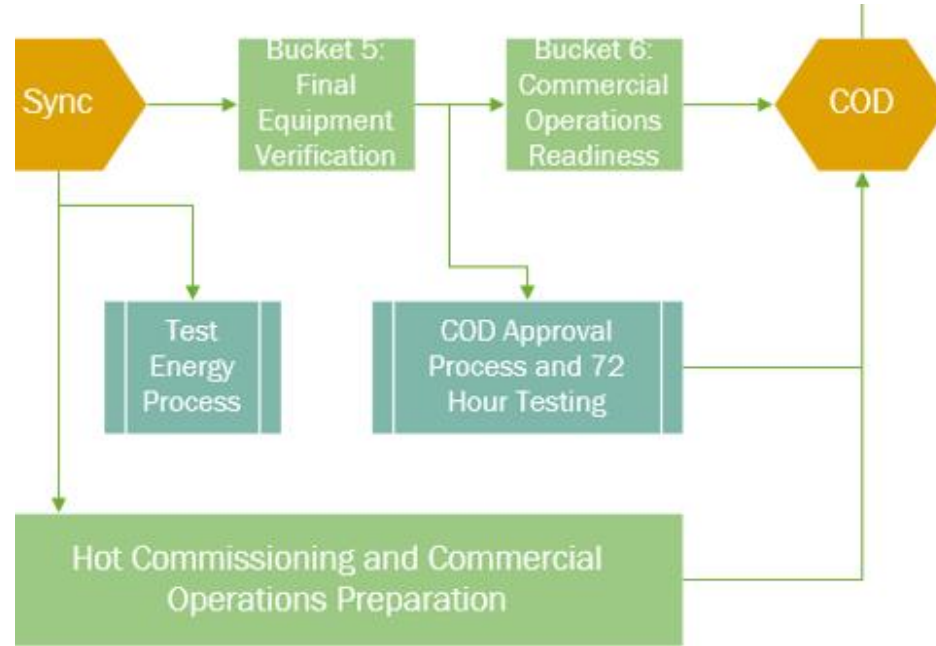 Sync
Bucket 5:
Final
Equipment
Verification
Bucket 6:
Commercial
Operations
Readiness
COD
Test
Energy
Process
COD Approval
Process and 72
Hour Testing
Hot Commissioning and Commercial
Operations Preparation